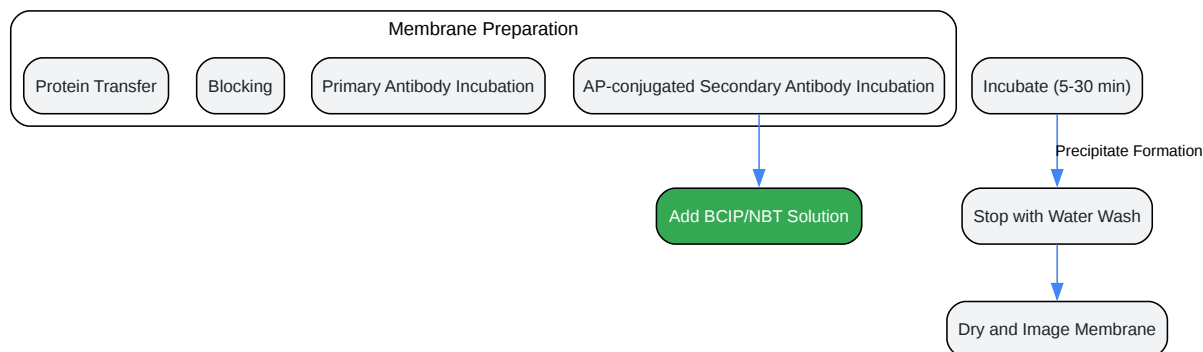 Membrane Preparation
Protein Transfer
Blocking
Primary Antibody Incubation
AP-conjugated Secondary Antibody Incubation
Incubate (5-30 min)
Precipitate Formation
Add BCIP/NBT Solution
Stop with Water Wash
Dry and Image Membrane